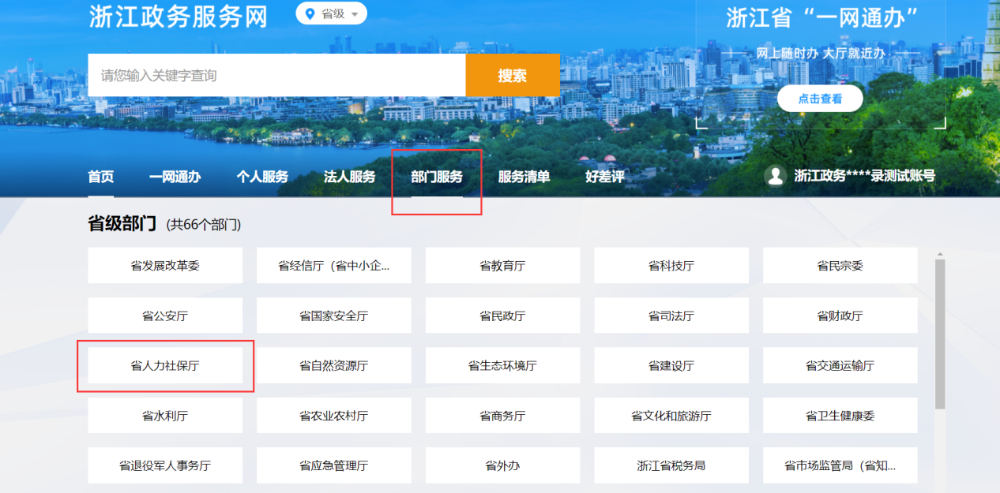 浙江政务服务网
省级
浙江省“一网通办”
网上随时办 大厅就近办
请您输入关键字查询
搜索
点击查看
首页 一网通办 个人服务 法人服务 部门服务 服务清单 好差评 浙江政务****录测试账号
省级部门 (共66个部门)
省发展改革委 省经信厅（省中小企... 省教育厅 省科技厅 省民宗委
省公安厅 省国家安全厅 省民政厅 省司法厅 省财政厅
省人力社保厅 省自然资源厅 省生态环境厅 省建设厅 省交通运输厅
省水利厅 省农业农村厅 省商务厅 省文化和旅游厅 省卫生健康委
省退役军人事务厅 省应急管理厅 省外办 浙江省税务局 省市场监管局（省知...